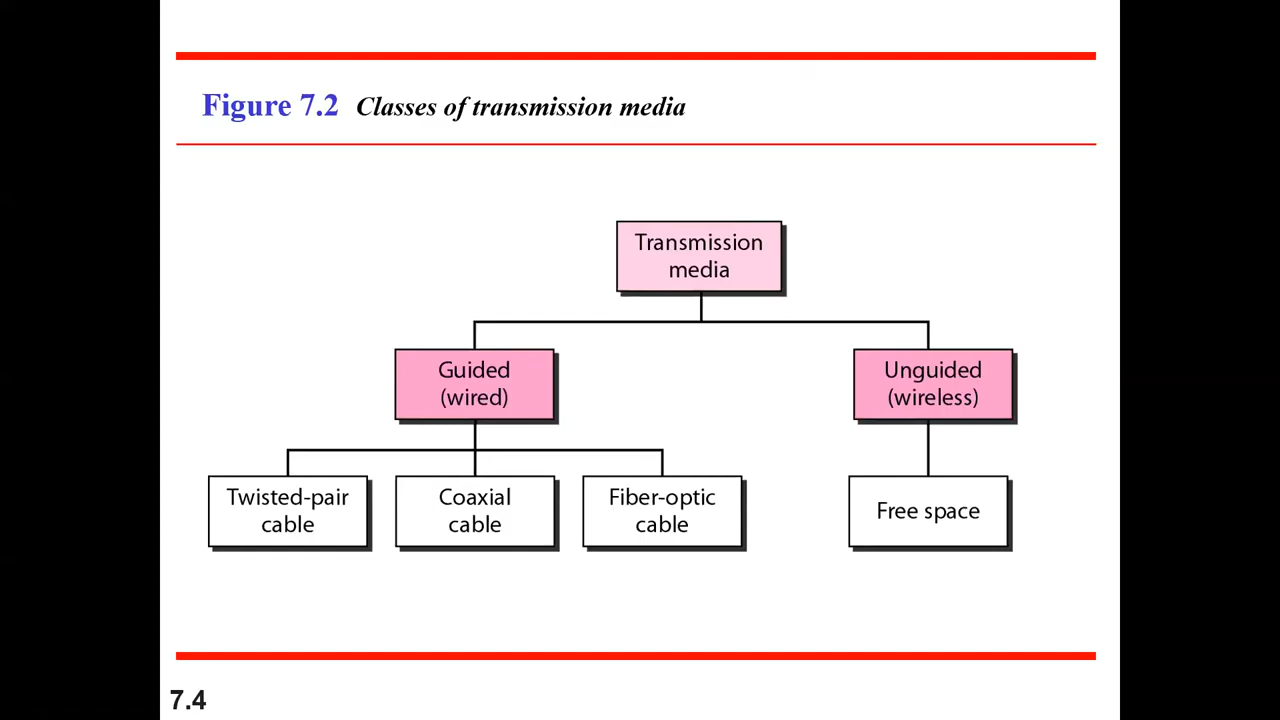 Figure 7.2 Classes of transmission media
Transmission
media
Guided
(wired)
Unguided
(wireless)
Twisted-pair
cable
Coaxial
cable
Fiber-optic
cable
Free space
7.4